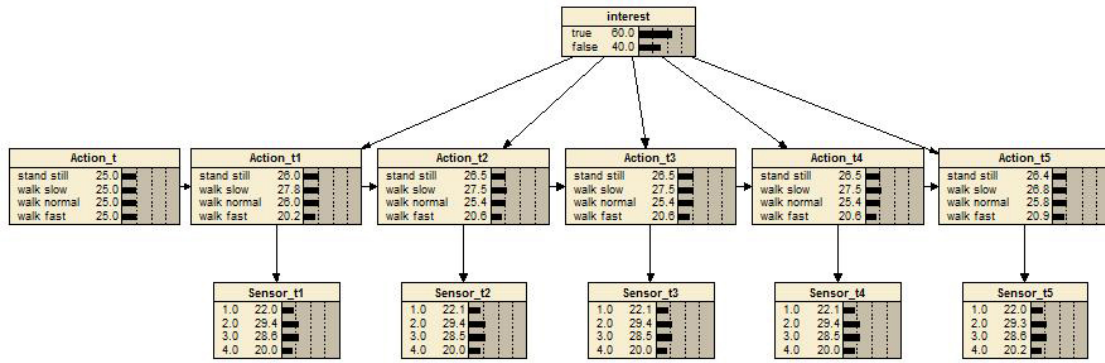 interest
true 60.0
false 40.0
Action_t
stand still 25.0
walk slow 25.0
walk normal 25.0
walk fast 25.0
Action_t1
stand still 26.0
walk slow 27.8
walk normal 26.0
walk fast 20.2
Action_t2
stand still 26.5
walk slow 27.5
walk normal 25.4
walk fast 20.6
Action_t3
stand still 26.5
walk slow 27.5
walk normal 25.4
walk fast 20.6
Action_t4
stand still 26.5
walk slow 27.5
walk normal 25.4
walk fast 20.6
Action_t5
stand still 26.4
walk slow 26.8
walk normal 25.8
walk fast 20.9
Sensor_t1
1.0 22.0
2.0 29.4
3.0 28.6
4.0 20.0
Sensor_t2
1.0 22.1
2.0 29.4
3.0 28.5
4.0 20.0
Sensor_t3
1.0 22.1
2.0 29.4
3.0 28.5
4.0 20.0
Sensor_t4
1.0 22.1
2.0 29.4
3.0 28.5
4.0 20.0
Sensor_t5
1.0 22.0
2.0 29.3
3.0 28.6
4.0 20.2